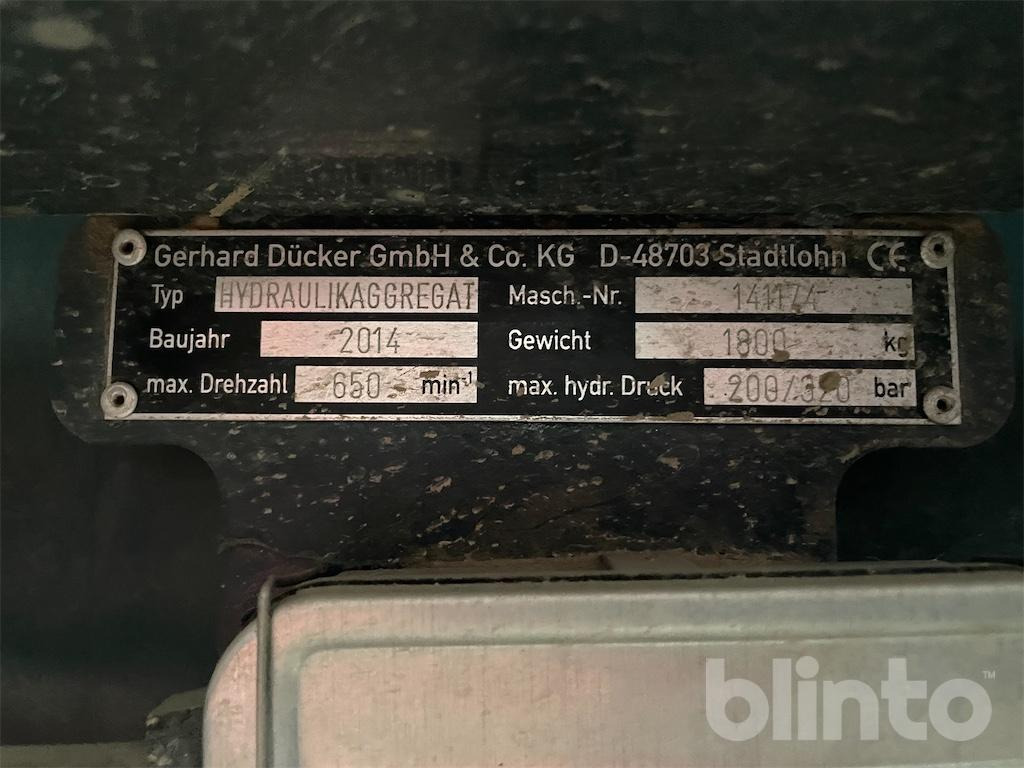 Gerhard Dücker GmbH & Co. KG D-48703 Stadtlohn CE
Typ HYDRAULIKAGGREGAT Masch.-Nr. 141174
Baujahr 2014 Gewicht 1800 kg
max. Drehzahl 650 min⁻¹ max. hydr. Druck 200/320 bar
blinto™